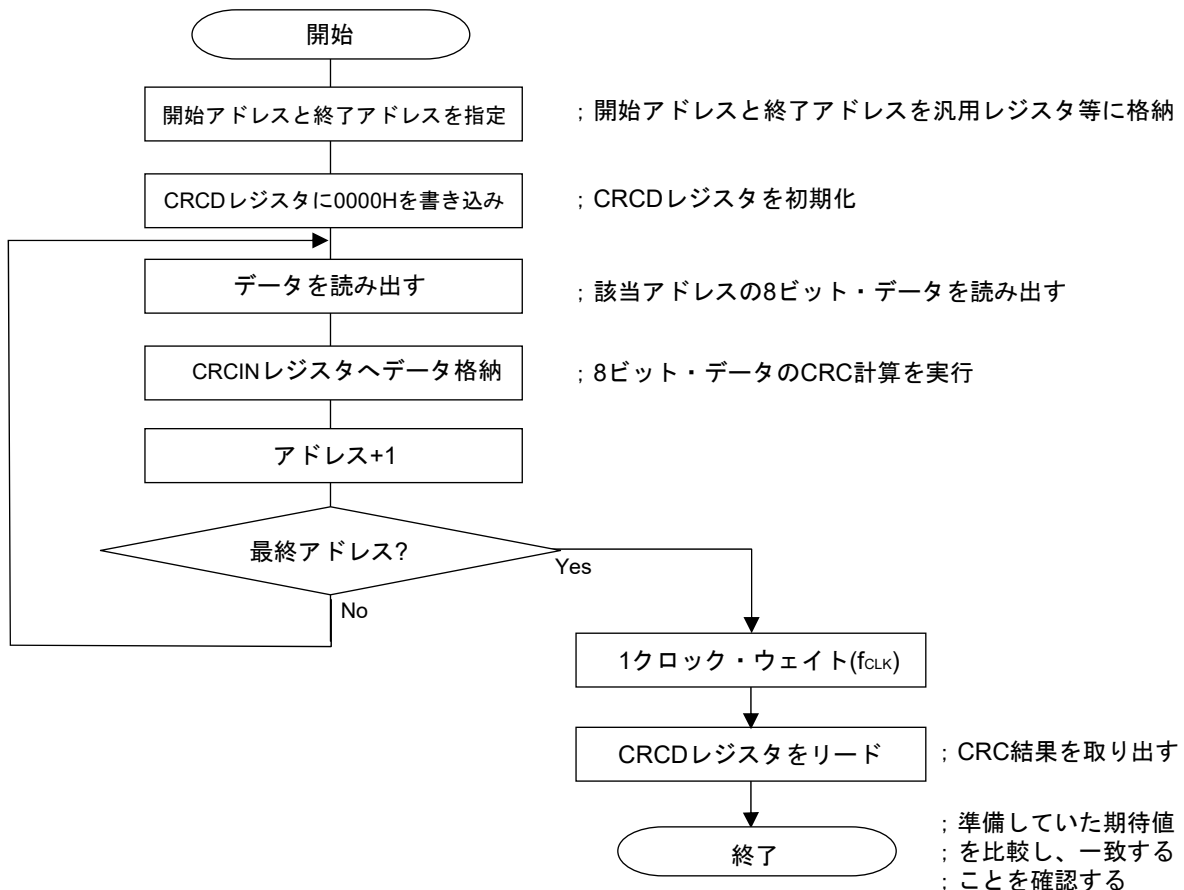 開始
開始アドレスと終了アドレスを指定
; 開始アドレスと終了アドレスを汎用レジスタ等に格納
CRCDレジスタに0000Hを書き込み
; CRCDレジスタを初期化
データを読み出す
; 該当アドレスの8ビット・データを読み出す
CRCINレジスタへデータ格納
; 8ビット・データのCRC計算を実行
アドレス+1
最終アドレス?
Yes
No
1クロック・ウェイト(fCLK)
CRCDレジスタをリード
; CRC結果を取り出す
終了
; 準備していた期待値
; を比較し、一致する
; ことを確認する